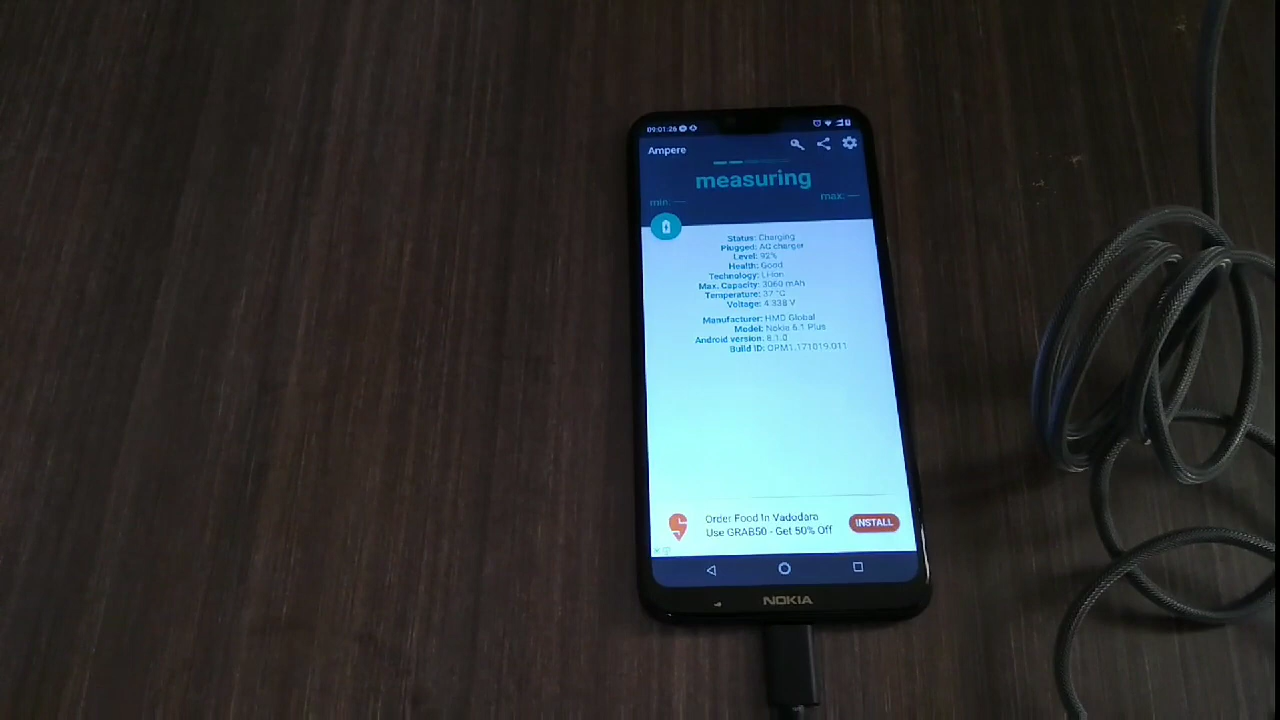 09:01:26
Ampere
measuring
min: —
max: —
Status: Charging
Plugged: AC charger
Level: 92%
Health: Good
Technology: Li-ion
Max. Capacity: 3060 mAh
Temperature: 37 °C
Voltage: 4.338 V
Manufacturer: HMD Global
Model: Nokia 6.1 Plus
Android version: 8.1.0
Build ID: OPM1.171019.011
Order Food In Vadodara
Use GRAB50 - Get 50% Off
INSTALL
NOKIA